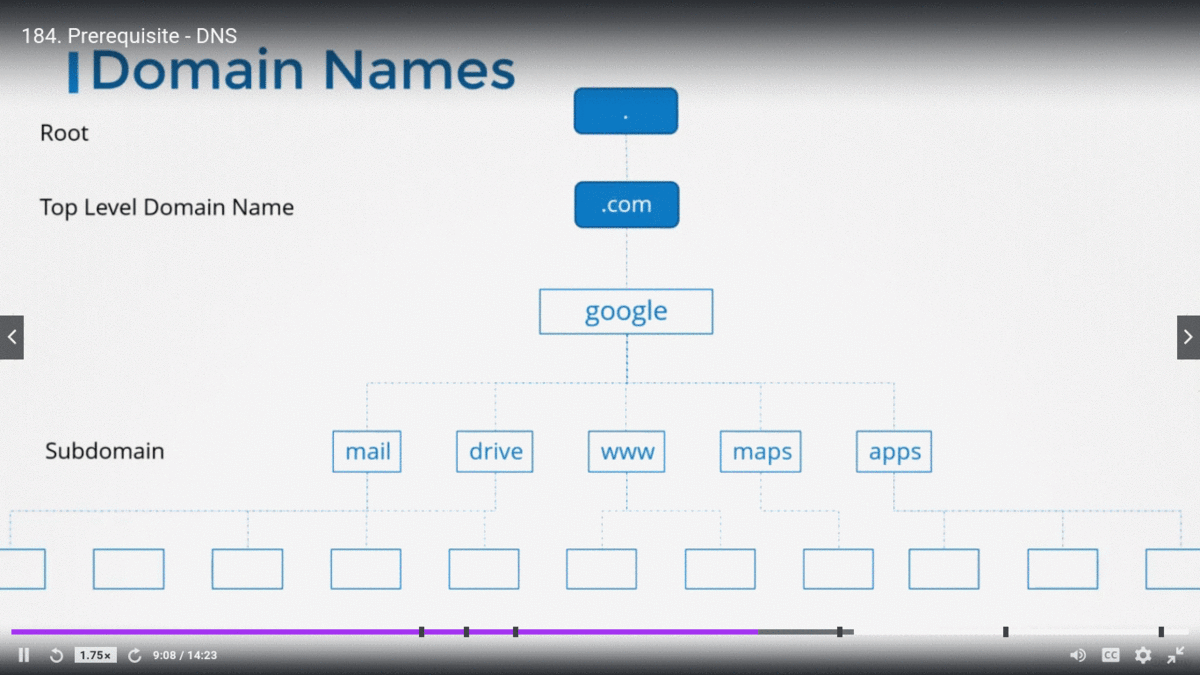 184. Prerequisite - DNS
Domain Names
.
Root
.com
Top Level Domain Name
google
Subdomain
mail
drive
www
maps
apps
1.75×
9:08 / 14:23
CC